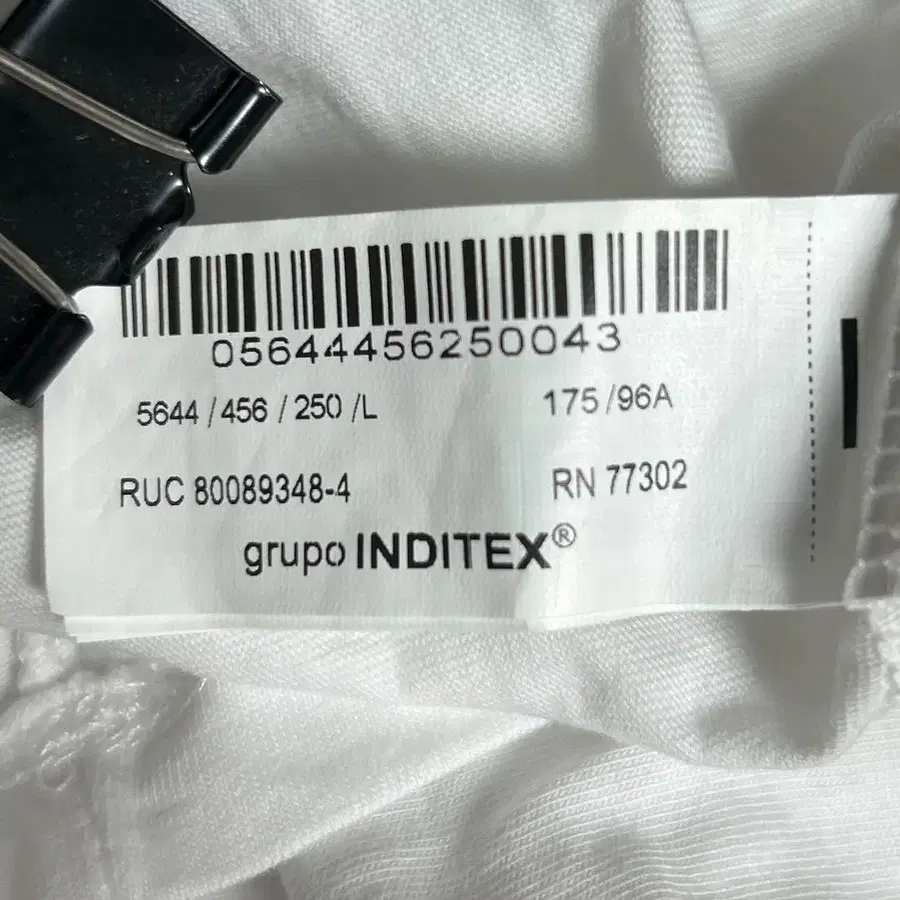 05644456250043
5644 / 456 / 250 /L 175 /96A
RUC 80089348-4 RN 77302
grupo INDITEX®